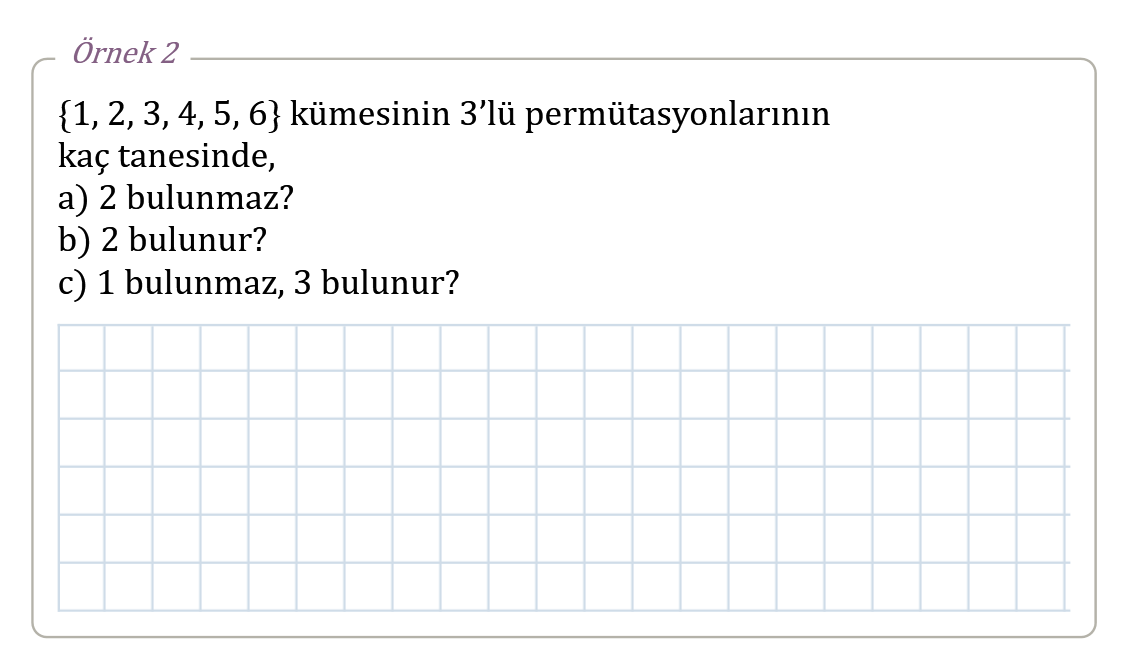 Örnek 2
{1, 2, 3, 4, 5, 6} kümesinin 3’lü permütasyonlarının
kaç tanesinde,
a) 2 bulunmaz?
b) 2 bulunur?
c) 1 bulunmaz, 3 bulunur?